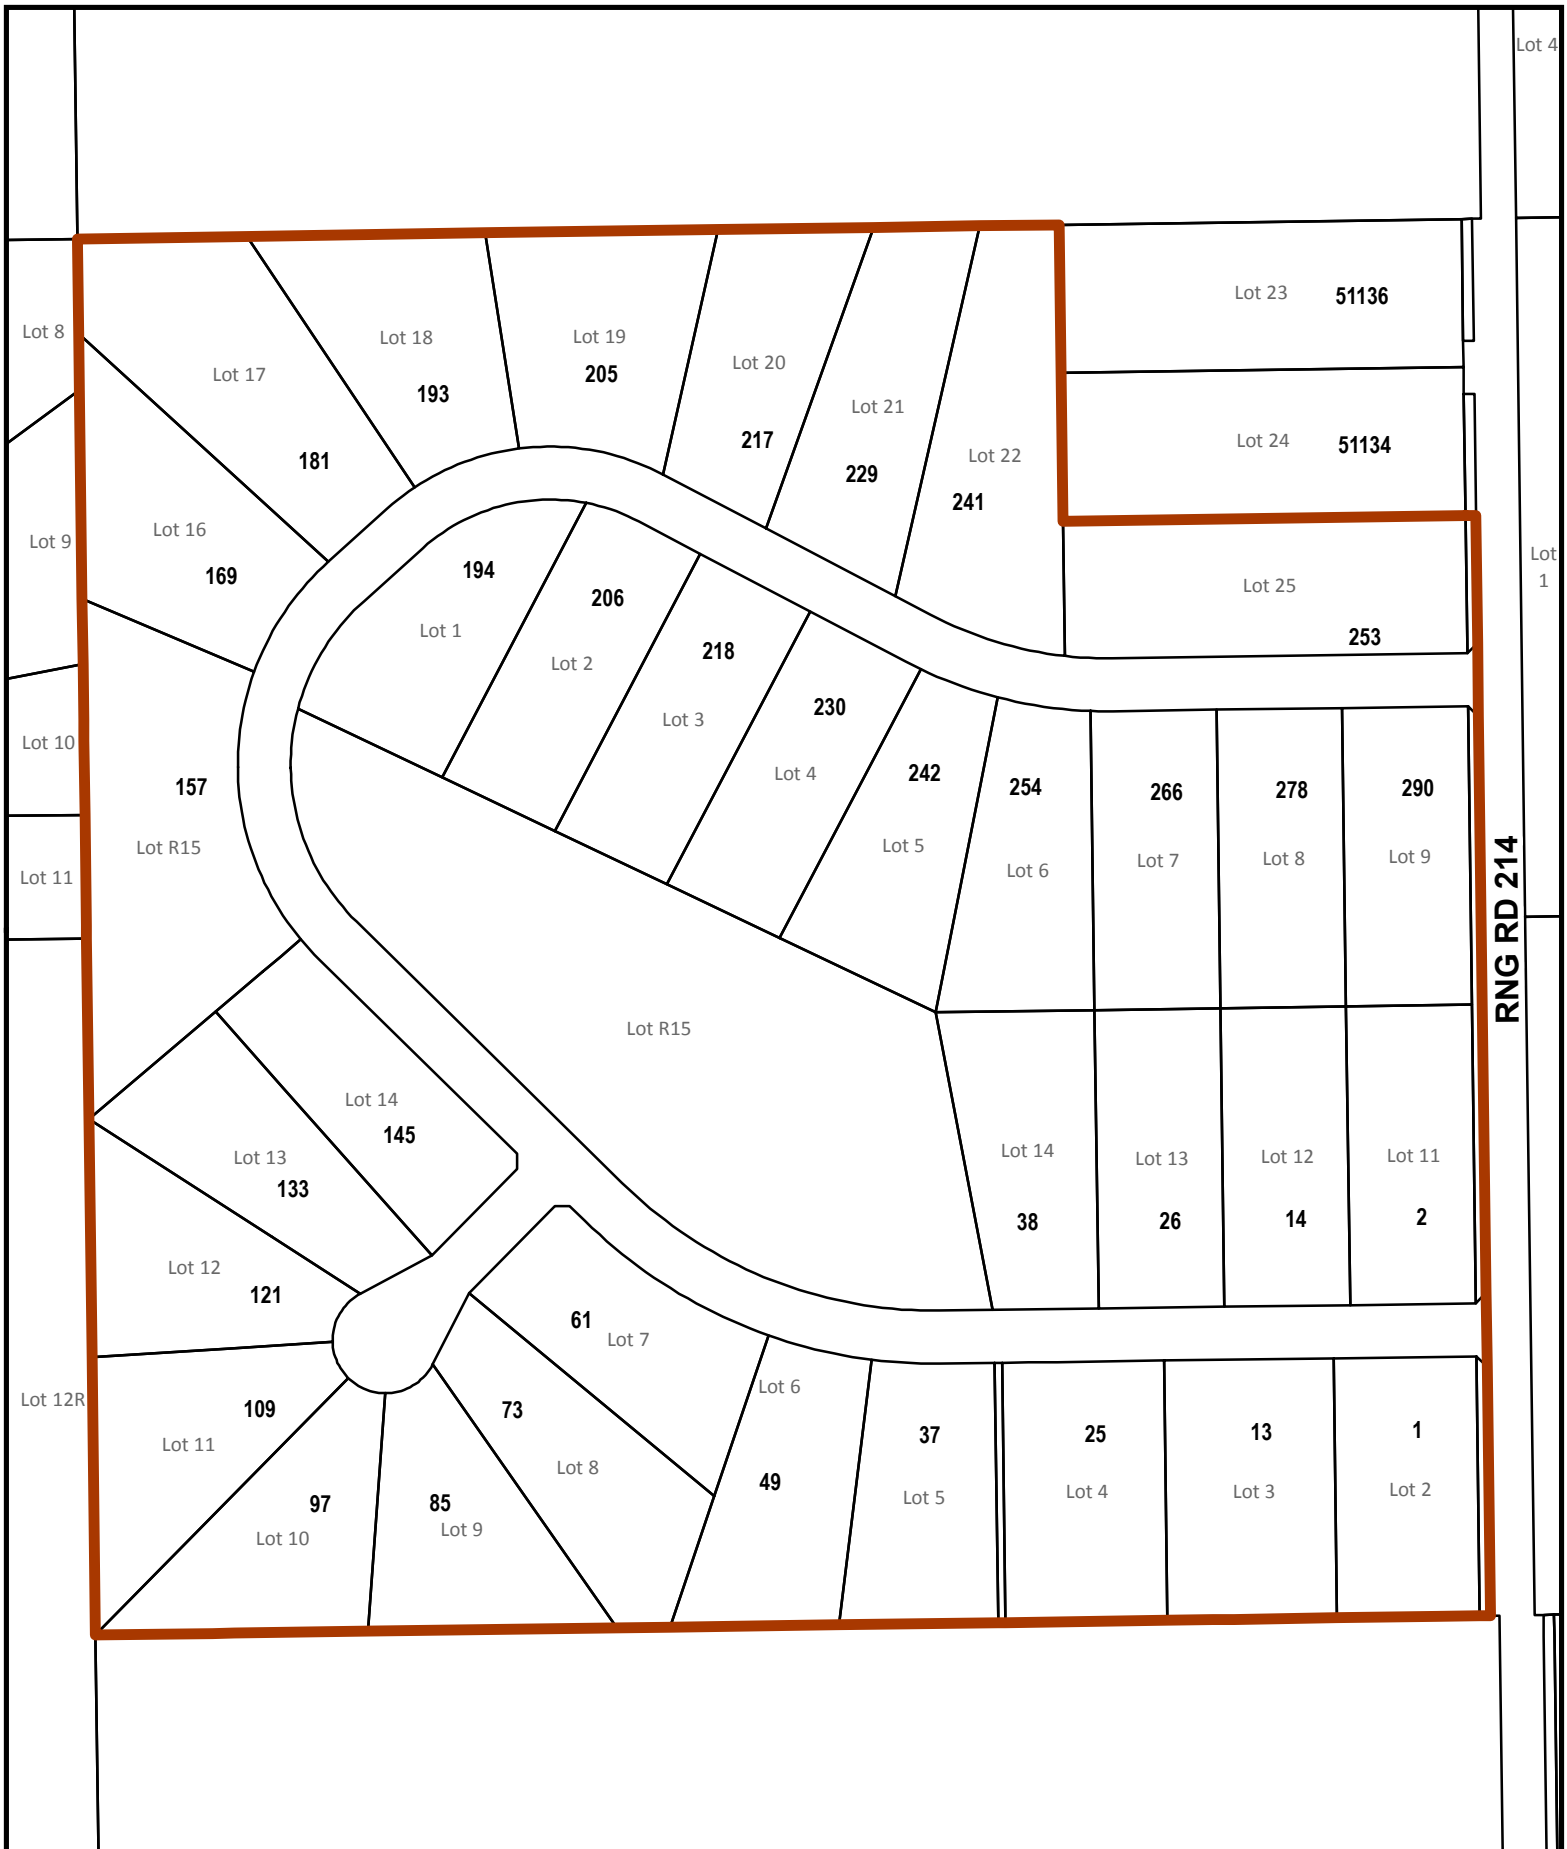 Lot 4
Lot 23
51136
Lot 8
Lot 18
193
Lot 19
205
Lot 20
217
Lot 17
181
Lot 21
229
Lot 24
51134
Lot 22
241
Lot 9
Lot 16
169
Lot
1
Lot 25
253
194
Lot 1
206
Lot 2
218
Lot 3
230
Lot 4
242
Lot 5
254
Lot 6
266
Lot 7
278
Lot 8
290
Lot 9
Lot 10
157
Lot R15
Lot 11
RNG RD 214
Lot R15
Lot 14
145
Lot 13
133
Lot 14
38
Lot 13
26
Lot 12
14
Lot 11
2
Lot 12
121
61
Lot 7
Lot 12R
109
Lot 11
73
Lot 8
Lot 6
49
37
Lot 5
25
Lot 4
13
Lot 3
1
Lot 2
97
Lot 10
85
Lot 9